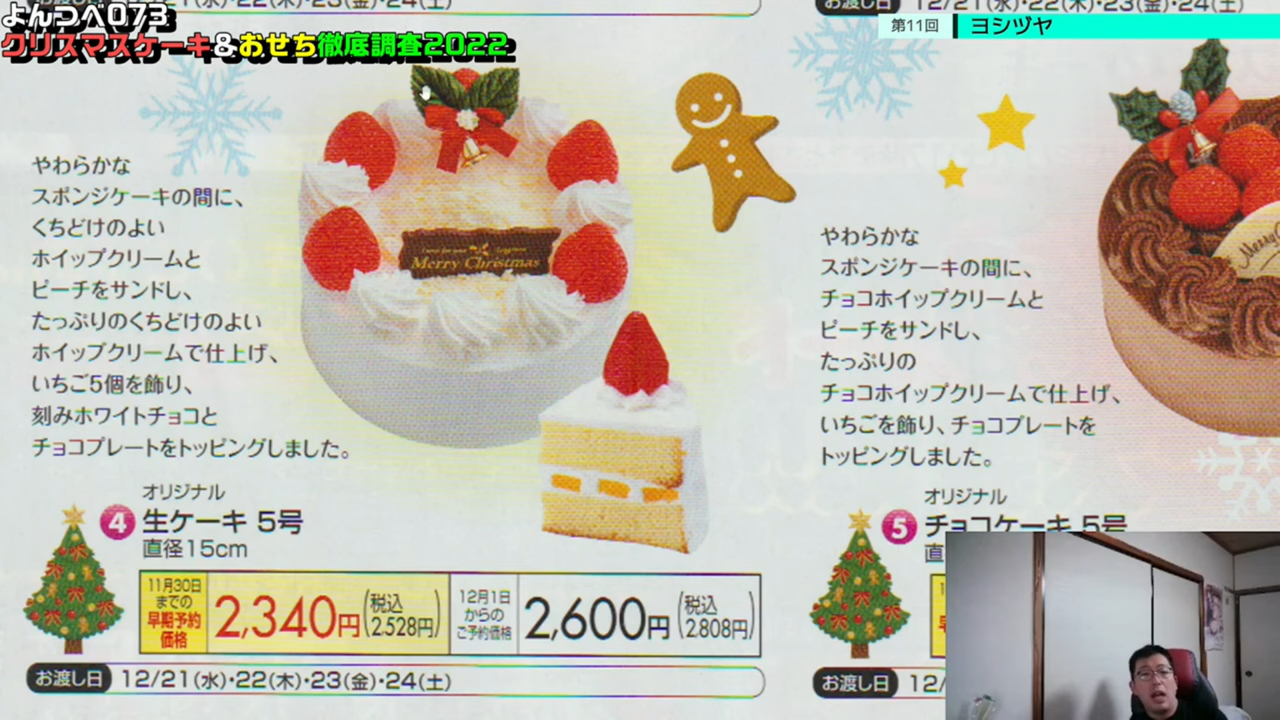 よんつべ073
クリスマスケーキ&おせち徹底調査2022
12/21(水)・22(木)・23(金)・24(土)
お渡し日 12/21(水)・22(木)・23(金)・24(土)
第11回 ヨシヅヤ
やわらかな
スポンジケーキの間に、
くちどけのよい
ホイップクリームと
ピーチをサンドし、
たっぷりのくちどけのよい
ホイップクリームで仕上げ、
いちご5個を飾り、
刻みホワイトチョコと
チョコプレートをトッピングしました。
Merry Christmas
オリジナル
4 生ケーキ 5号
直径15cm
11月30日
までの
早期予約
価格
2,340円(税込2,528円)
12月1日
からの
ご予約価格
2,600円(税込2,808円)
お渡し日 12/21(水)・22(木)・23(金)・24(土)
やわらかな
スポンジケーキの間に、
チョコホイップクリームと
ピーチをサンドし、
たっぷりの
チョコホイップクリームで仕上げ、
いちごを飾り、チョコプレートを
トッピングしました。
オリジナル
5 チョコケーキ 5号
お渡し日 12/